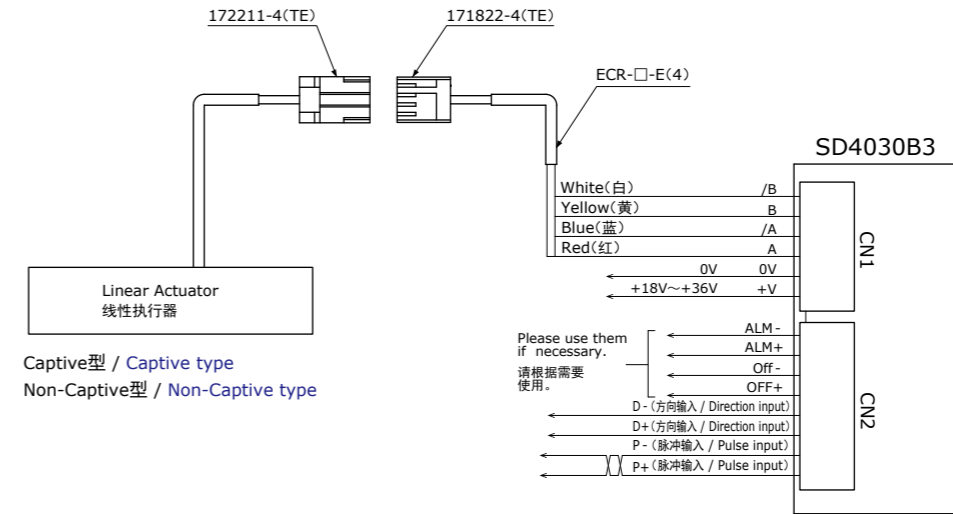 172211-4(TE)
171822-4(TE)
ECR-□-E(4)
SD4030B3
White(白) /B
Yellow(黄) B
Blue(蓝) /A
Red(红) A
0V 0V
+18V～+36V +V
CN1
Linear Actuator
线性执行器
Captive型 / Captive type
Non-Captive型 / Non-Captive type
Please use them
if necessary.
请根据需要
使用。
ALM-
ALM+
Off-
OFF+
D-(方向输入 / Direction input)
D+(方向输入 / Direction input)
P-(脉冲输入 / Pulse input)
P+(脉冲输入 / Pulse input)
CN2